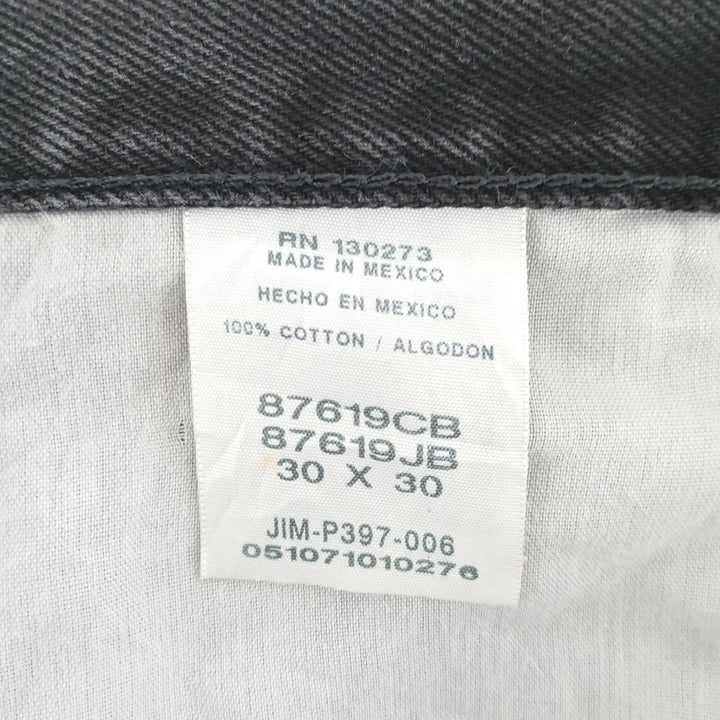 RN 130273
MADE IN MEXICO
HECHO EN MEXICO
100% COTTON / ALGODON
87619CB
87619JB
30 X 30
JIM-P397-006
051071010276